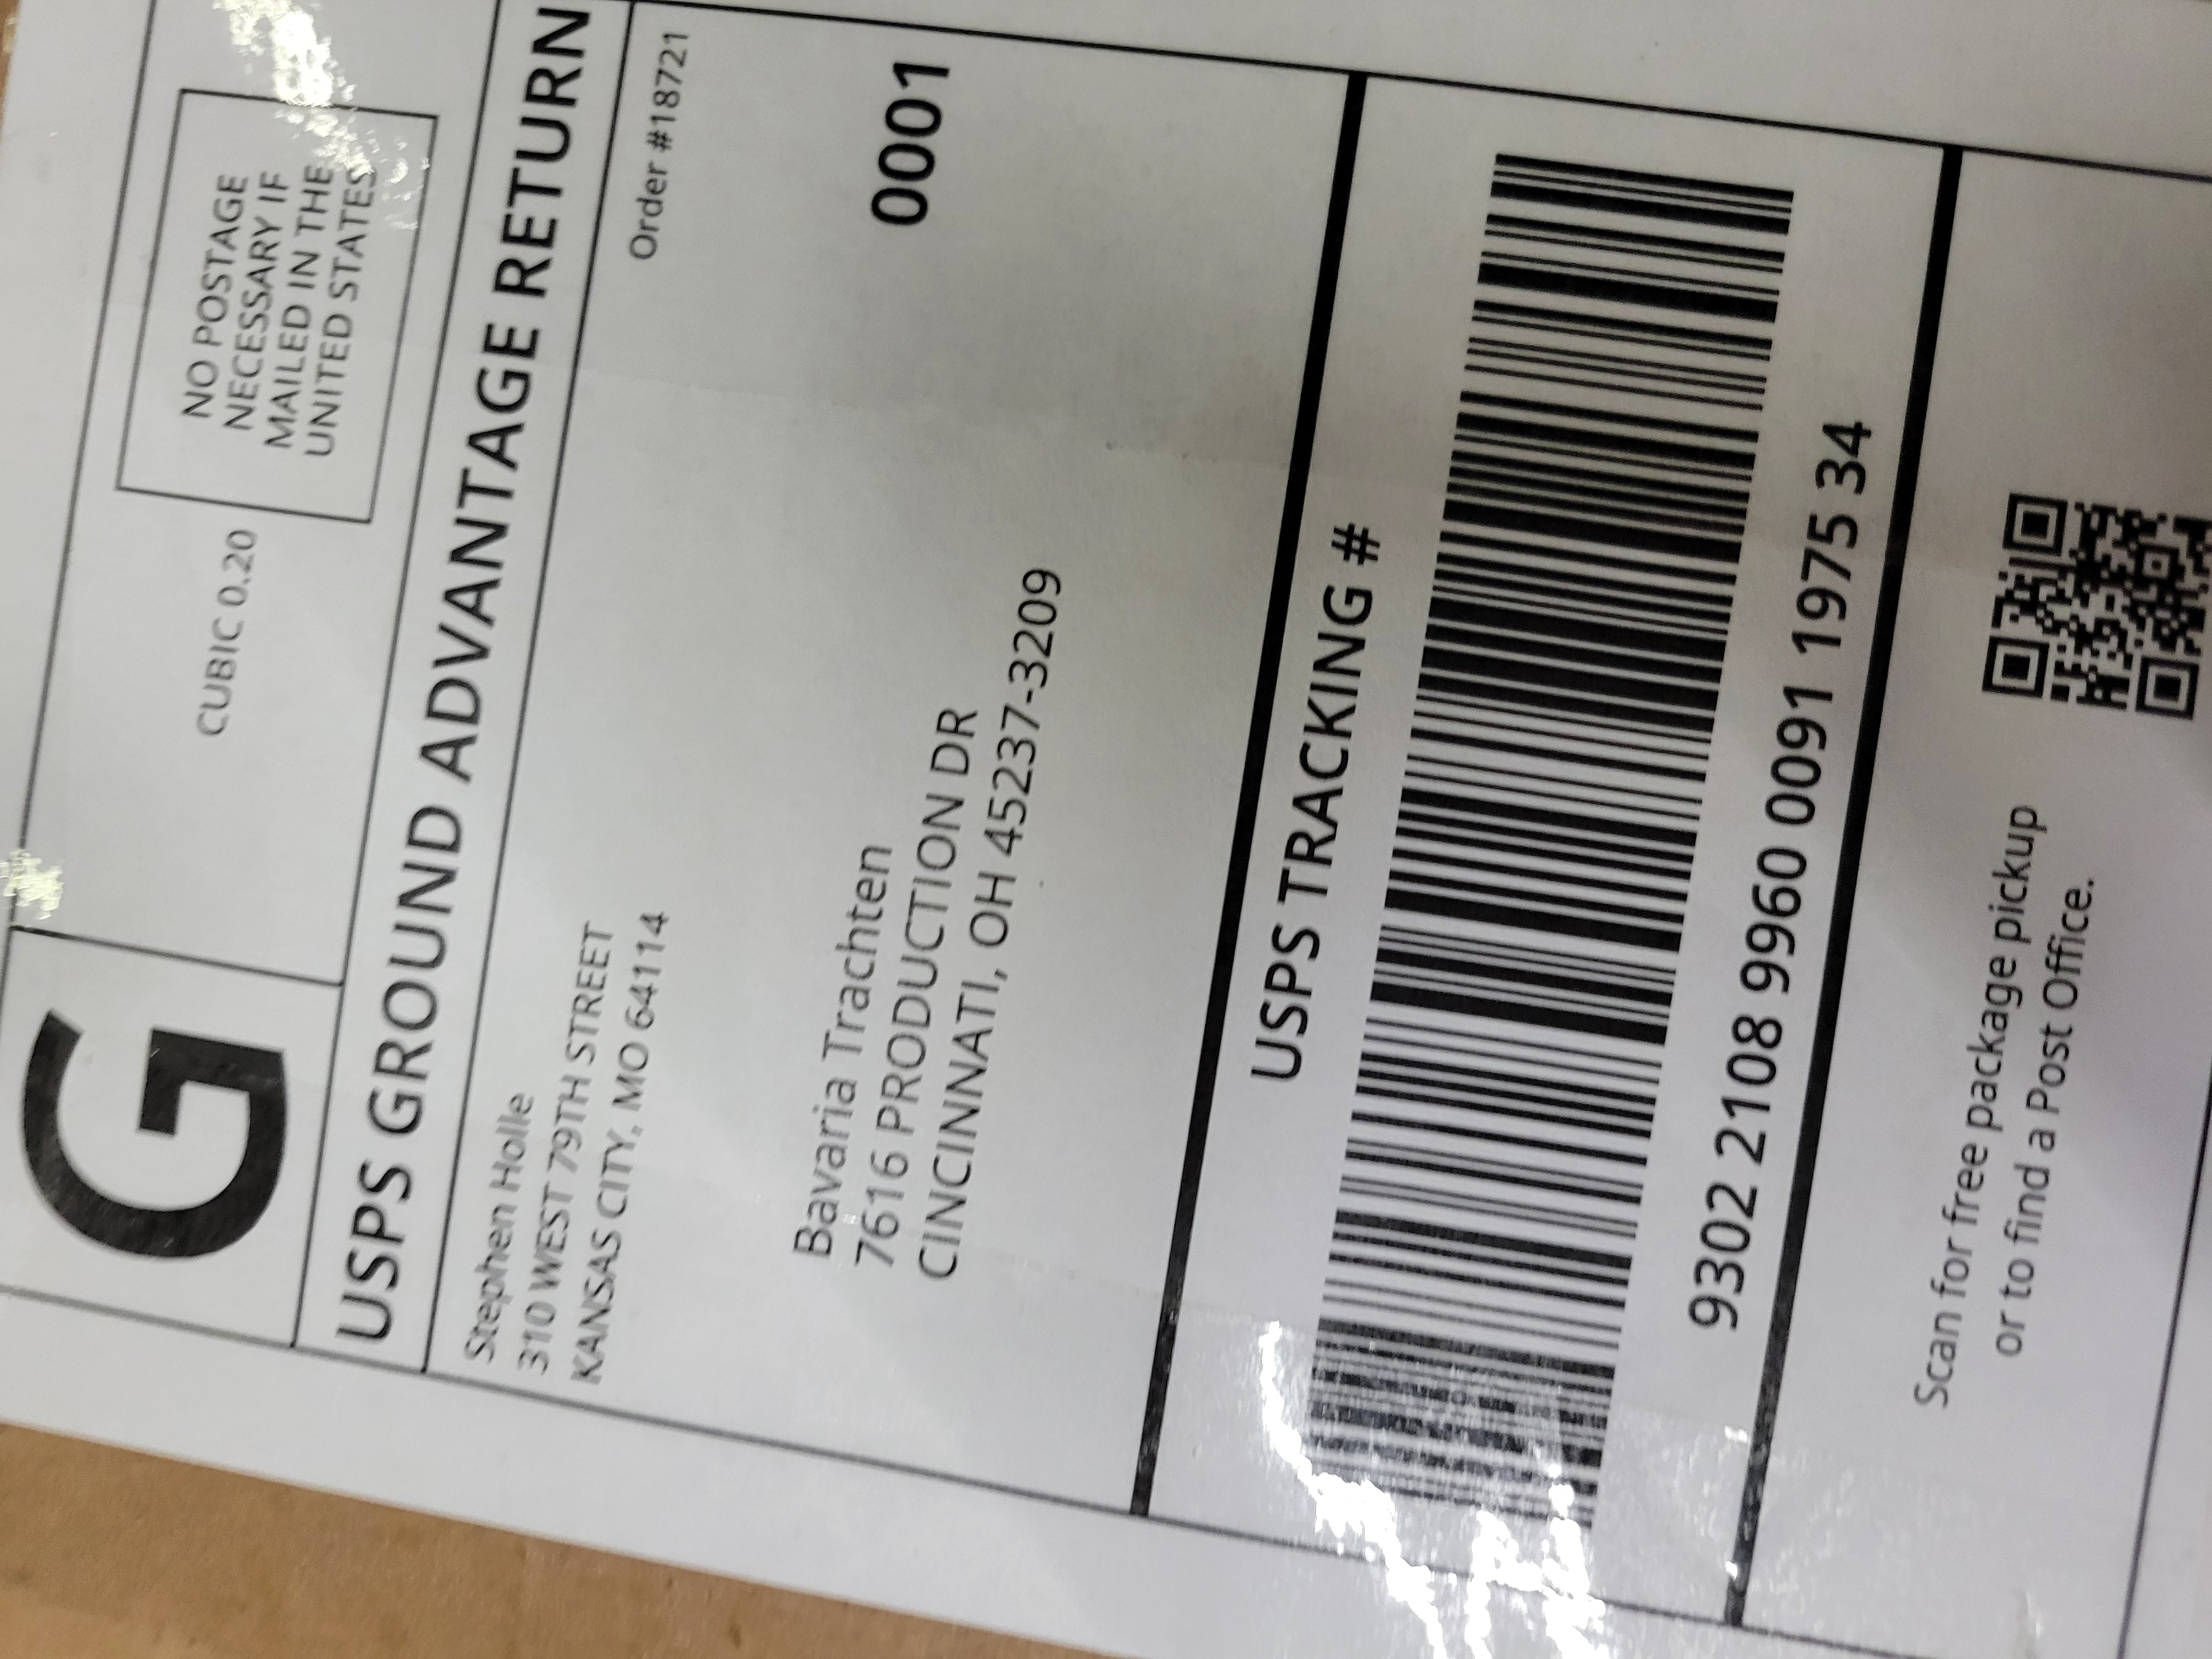 G
CUBIC 0.20
NO POSTAGE
NECESSARY IF
MAILED IN THE
UNITED STATES
USPS GROUND ADVANTAGE RETURN
Stephen Holle
310 WEST 79TH STREET
KANSAS CITY, MO 64114
Order #18721
0001
Bavaria Trachten
7616 PRODUCTION DR
CINCINNATI, OH 45237-3209
USPS TRACKING #
9302 2108 9960 0091 1975 34
Scan for free package pickup
or to find a Post Office.